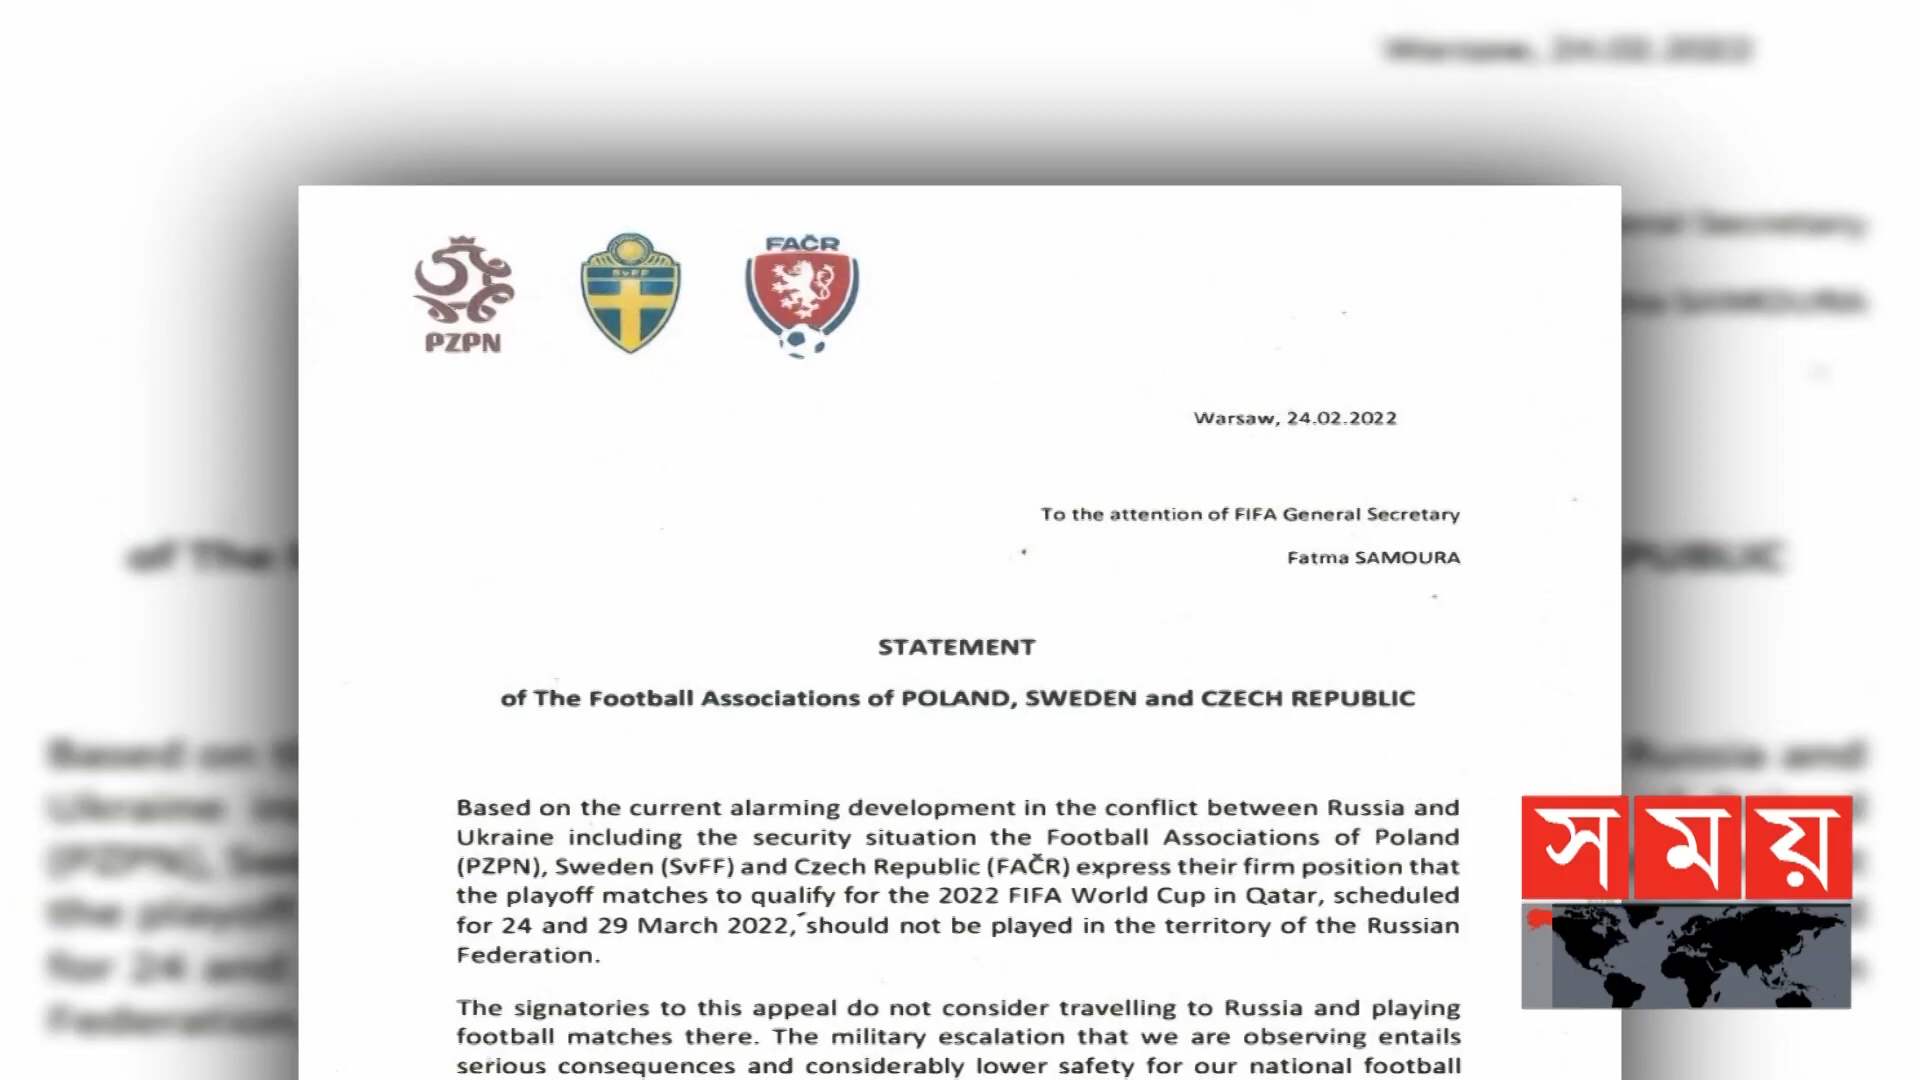 Warsaw, 24.02.2022
FAČR
SvFF
PZPN
Warsaw, 24.02.2022
To the attention of FIFA General Secretary
Fatma SAMOURA
STATEMENT
of The Football Associations of POLAND, SWEDEN and CZECH REPUBLIC
Based on the current alarming development in the conflict between Russia and
Ukraine including the security situation the Football Associations of Poland
(PZPN), Sweden (SvFF) and Czech Republic (FAČR) express their firm position that
the playoff matches to qualify for the 2022 FIFA World Cup in Qatar, scheduled
for 24 and 29 March 2022, should not be played in the territory of the Russian
Federation.
The signatories to this appeal do not consider travelling to Russia and playing
football matches there. The military escalation that we are observing entails
serious consequences and considerably lower safety for our national football
সময়